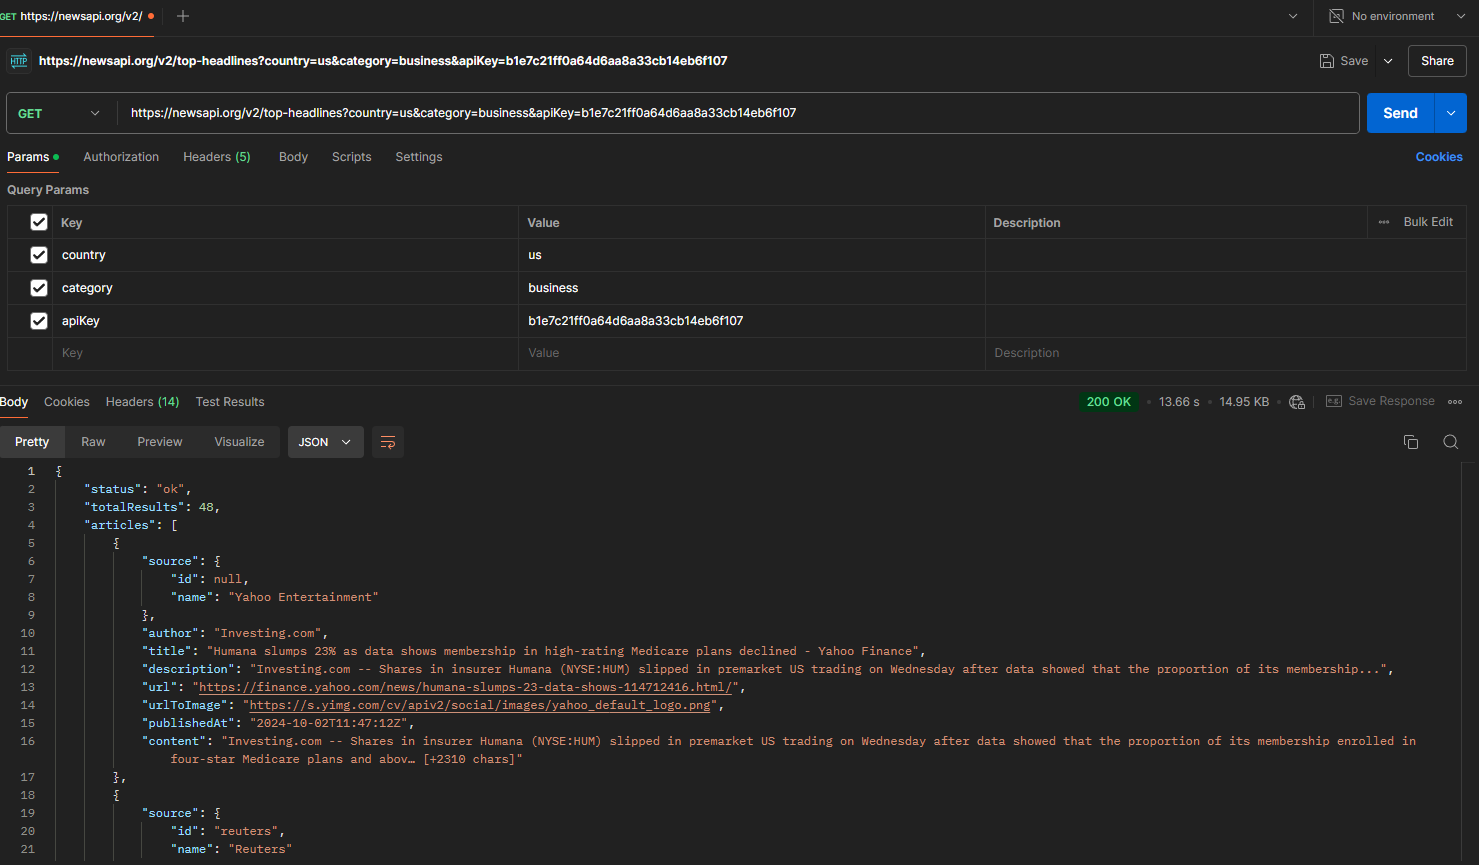 GET https://newsapi.org/v2/ No environment
HTTP https://newsapi.org/v2/top-headlines?country=us&category=business&apiKey=b1e7c21ff0a64d6aa8a33cb14eb6f107 Save Share
GET https://newsapi.org/v2/top-headlines?country=us&category=business&apiKey=b1e7c21ff0a64d6aa8a33cb14eb6f107 Send
Params Authorization Headers (5) Body Scripts Settings Cookies
Query Params
Key Value Description Bulk Edit
country us
category business
apiKey b1e7c21ff0a64d6aa8a33cb14eb6f107
Key Value Description
Body Cookies Headers (14) Test Results 200 OK • 13.66 s • 14.95 KB • e.g. Save Response
Pretty Raw Preview Visualize JSON
1 {
2 "status": "ok",
3 "totalResults": 48,
4 "articles": [
5 {
6 "source": {
7 "id": null,
8 "name": "Yahoo Entertainment"
9 },
10 "author": "Investing.com",
11 "title": "Humana slumps 23% as data shows membership in high-rating Medicare plans declined - Yahoo Finance",
12 "description": "Investing.com -- Shares in insurer Humana (NYSE:HUM) slipped in premarket US trading on Wednesday after data showed that the proportion of its membership...",
13 "url": "https://finance.yahoo.com/news/humana-slumps-23-data-shows-114712416.html/",
14 "urlToImage": "https://s.yimg.com/cv/apiv2/social/images/yahoo_default_logo.png",
15 "publishedAt": "2024-10-02T11:47:12Z",
16 "content": "Investing.com -- Shares in insurer Humana (NYSE:HUM) slipped in premarket US trading on Wednesday after data showed that the proportion of its membership enrolled in
four-star Medicare plans and abov… [+2310 chars]"
17 },
18 {
19 "source": {
20 "id": "reuters",
21 "name": "Reuters"